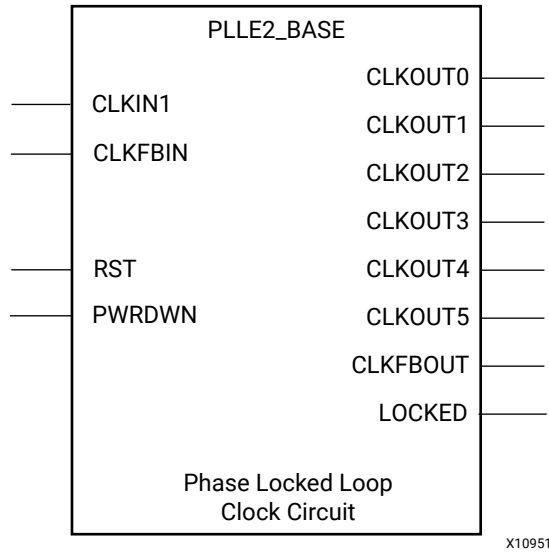 PLLE2_BASE
CLKIN1
CLKFBIN
RST
PWRDWN
CLKOUT0
CLKOUT1
CLKOUT2
CLKOUT3
CLKOUT4
CLKOUT5
CLKFBOUT
LOCKED
Phase Locked Loop
Clock Circuit
X10951